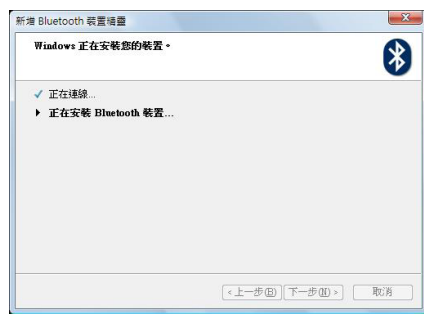 新增 Bluetooth 裝置精靈
Windows 正在安裝您的裝置。
正在連線...
正在安裝 Bluetooth 裝置...
<上一步(B) 下一步(N)> 取消